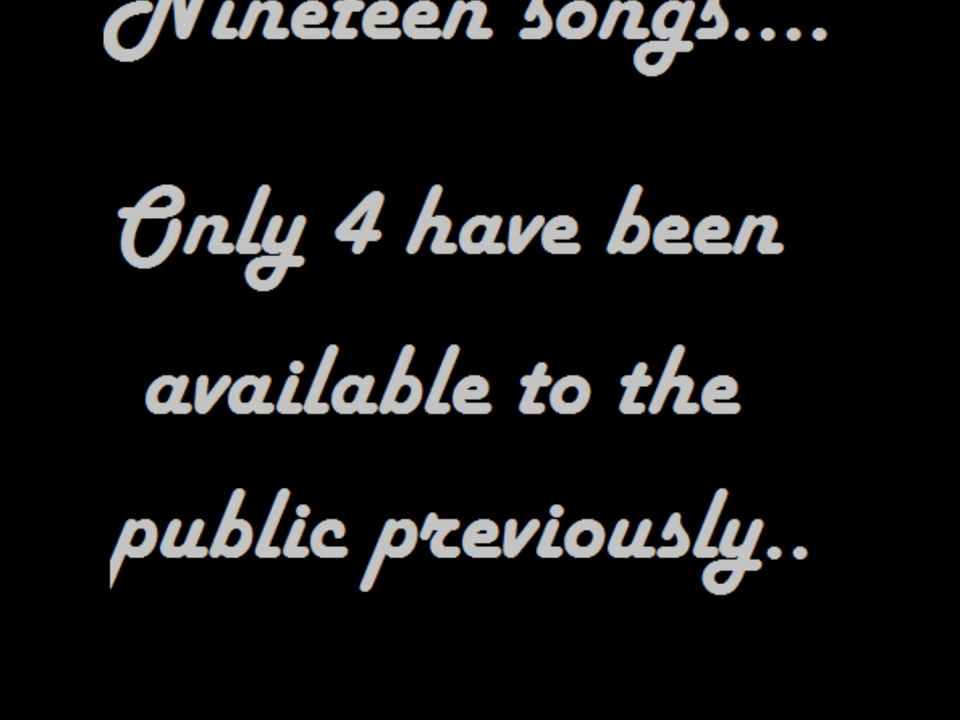 Nineteen songs....
Only 4 have been
available to the
public previously..